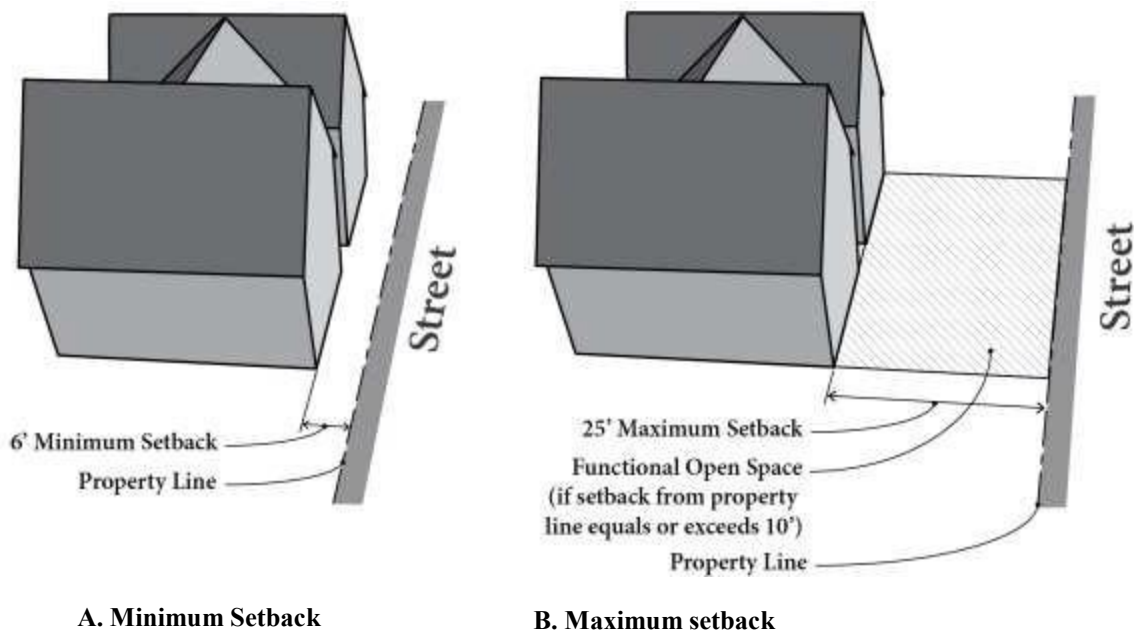 Street
6' Minimum Setback
Property Line
A. Minimum Setback
Street
25' Maximum Setback
Functional Open Space
(if setback from property
line equals or exceeds 10')
Property Line
B. Maximum setback